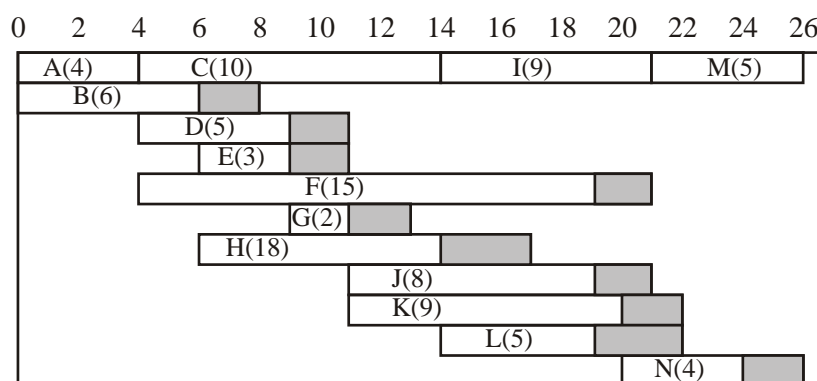 0 2 4 6 8 10 12 14 16 18 20 22 24 26
A(4) C(10) I(9) M(5)
B(6)
D(5)
E(3)
F(15)
G(2)
H(18)
J(8)
K(9)
L(5)
N(4)